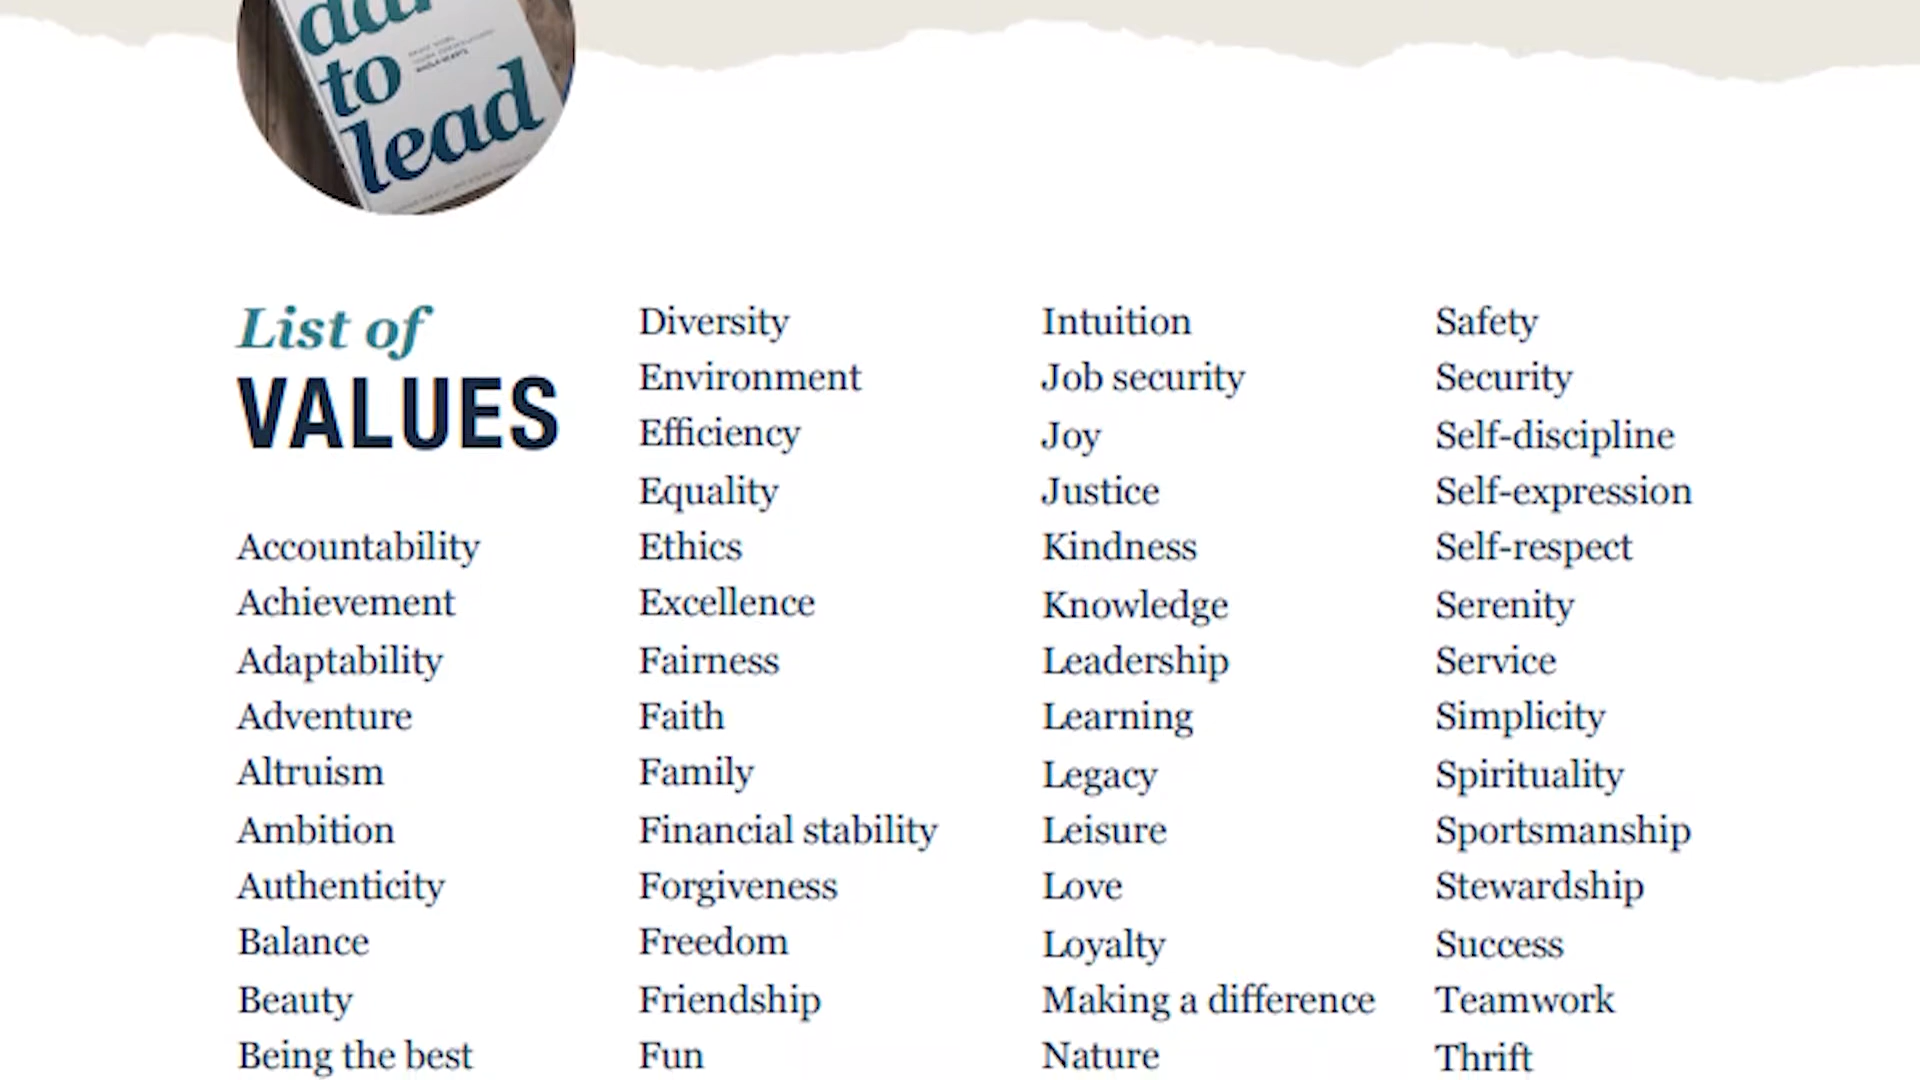 to
lead
List of
VALUES
Accountability
Achievement
Adaptability
Adventure
Altruism
Ambition
Authenticity
Balance
Beauty
Being the best
Diversity
Environment
Efficiency
Equality
Ethics
Excellence
Fairness
Faith
Family
Financial stability
Forgiveness
Freedom
Friendship
Fun
Intuition
Job security
Joy
Justice
Kindness
Knowledge
Leadership
Learning
Legacy
Leisure
Love
Loyalty
Making a difference
Nature
Safety
Security
Self-discipline
Self-expression
Self-respect
Serenity
Service
Simplicity
Spirituality
Sportsmanship
Stewardship
Success
Teamwork
Thrift